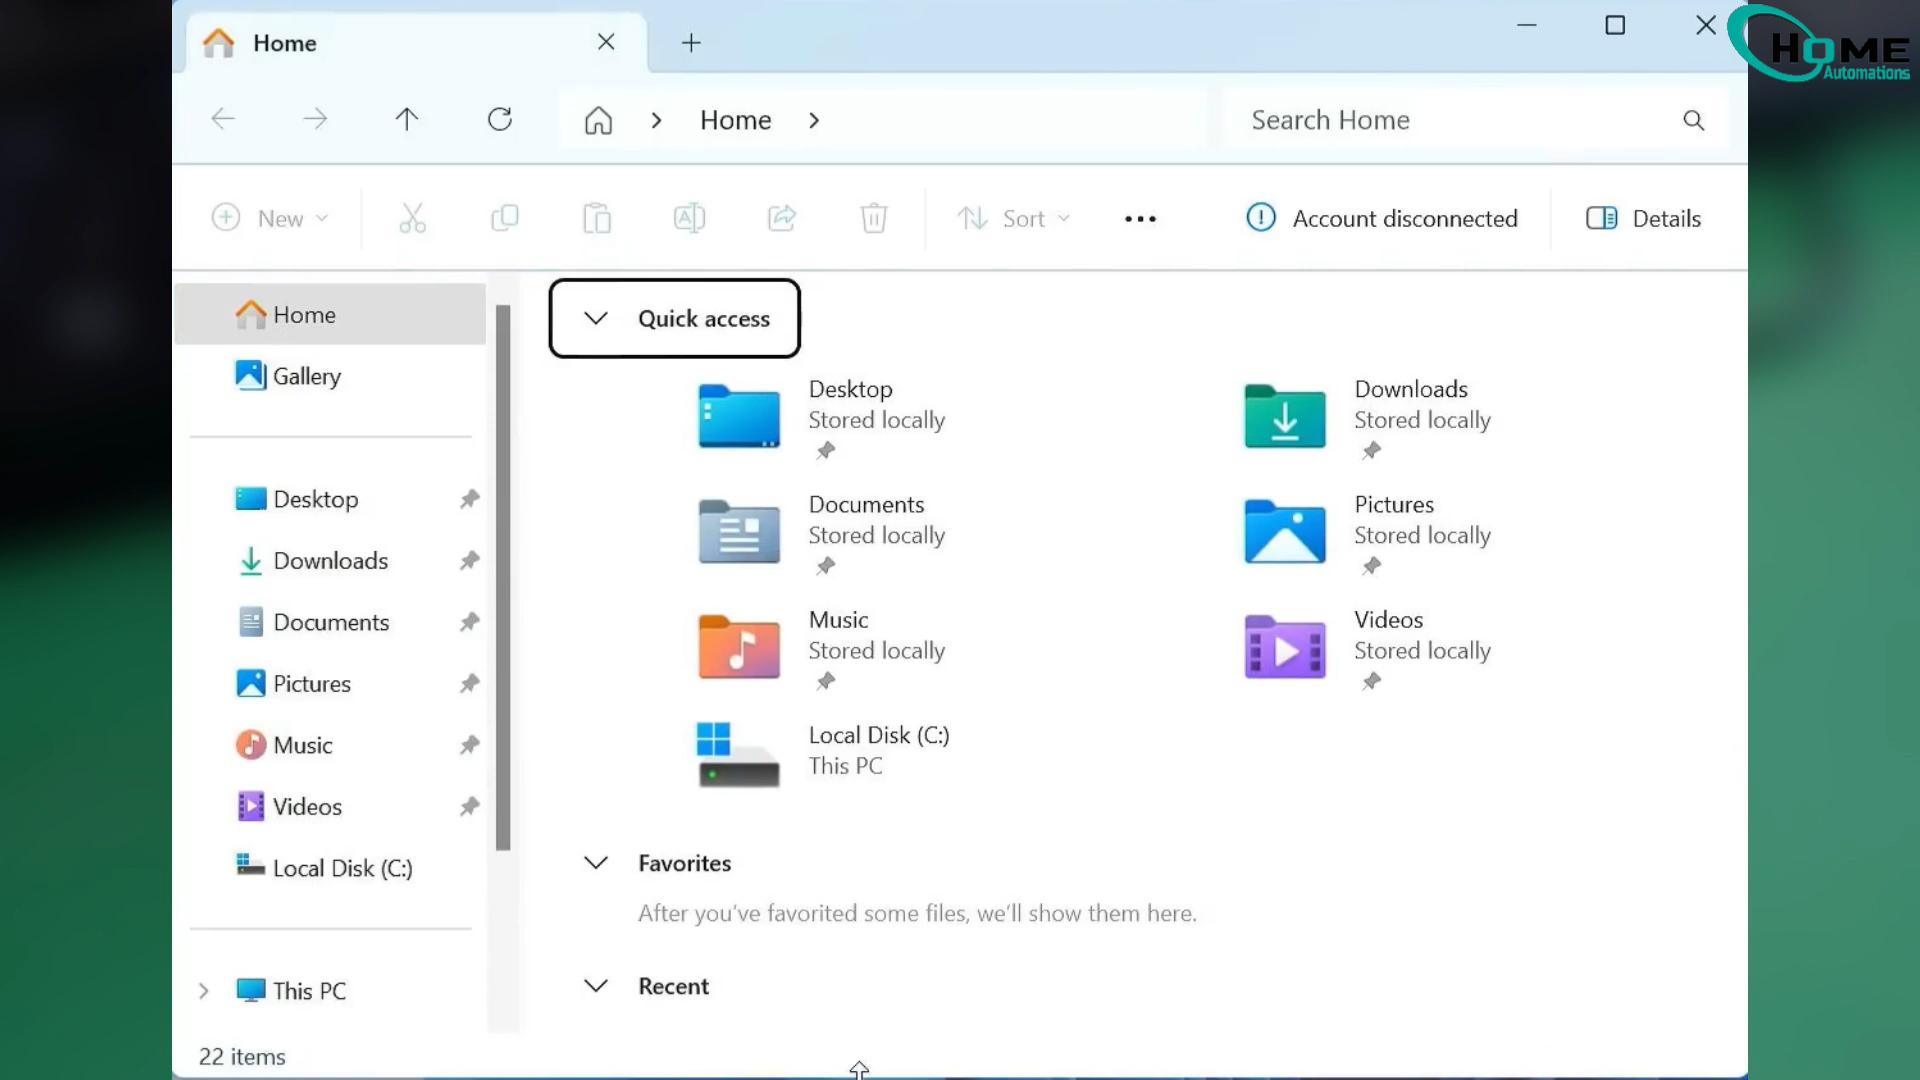 Home
HOME
Automations
Home
Search Home
New
Sort
Account disconnected
Details
Home
Gallery
Desktop
Downloads
Documents
Pictures
Music
Videos
Local Disk (C:)
This PC
22 items
Quick access
Desktop
Stored locally
Downloads
Stored locally
Documents
Stored locally
Pictures
Stored locally
Music
Stored locally
Videos
Stored locally
Local Disk (C:)
This PC
Favorites
After you've favorited some files, we'll show them here.
Recent